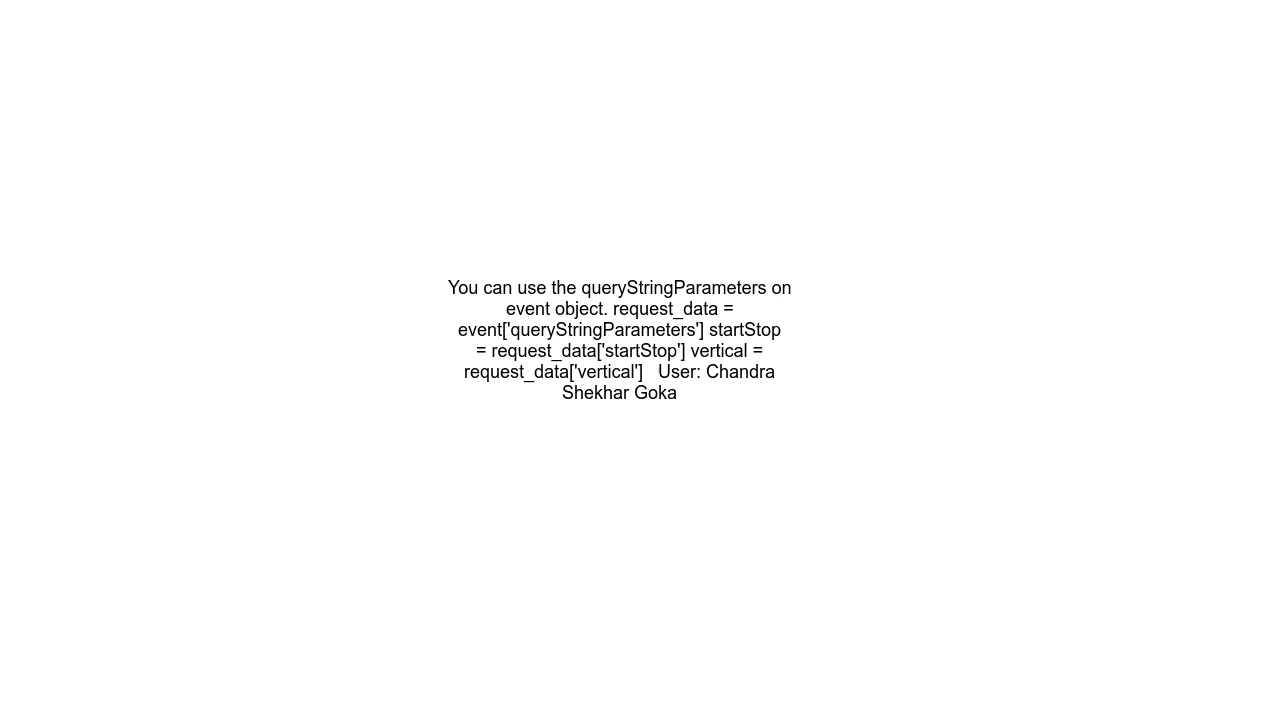 You can use the queryStringParameters on
event object. request_data =
event['queryStringParameters'] startStop
= request_data['startStop'] vertical =
request_data['vertical']   User: Chandra
Shekhar Goka